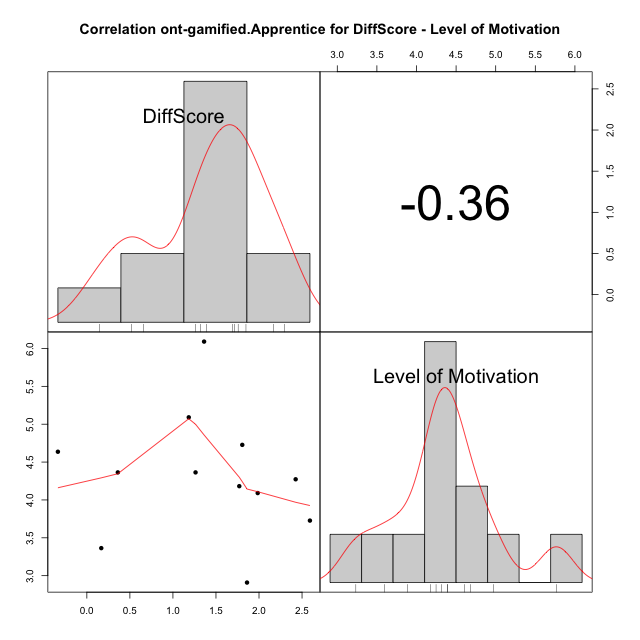 Correlation ont-gamified.Apprentice for DiffScore - Level of Motivation
3.0 3.5 4.0 4.5 5.0 5.5 6.0
DiffScore
-0.36
2.5
2.0
1.5
1.0
0.5
0.0
6.0
5.5
5.0
4.5
4.0
3.5
3.0
Level of Motivation
0.0 0.5 1.0 1.5 2.0 2.5